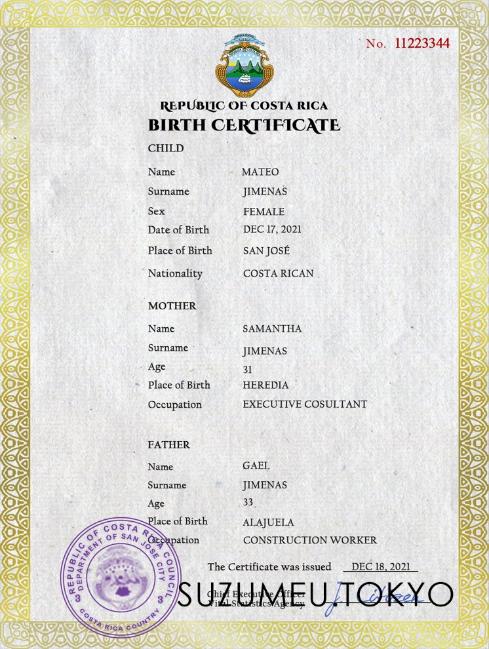 No. 11223344
REPUBLIC OF COSTA RICA
BIRTH CERTIFICATE
CHILD
Name MATEO
Surname JIMENAS
Sex FEMALE
Date of Birth DEC 17, 2021
Place of Birth SAN JOSÉ
Nationality COSTA RICAN
MOTHER
Name SAMANTHA
Surname JIMENAS
Age 31
Place of Birth HEREDIA
Occupation EXECUTIVE COSULTANT
FATHER
Name GAEL
Surname JIMENAS
Age 33
Place of Birth ALAJUELA
Occupation CONSTRUCTION WORKER
The Certificate was issued DEC 18, 2021
Chief Executive Officer
Vital Statistics Agency
SUZUMEU.TOKYO
REPUBLIC OF COSTA RICA COUNCIL
DEPARTMENT OF SAN JOSE CITY
COSTA RICA COUNTRY